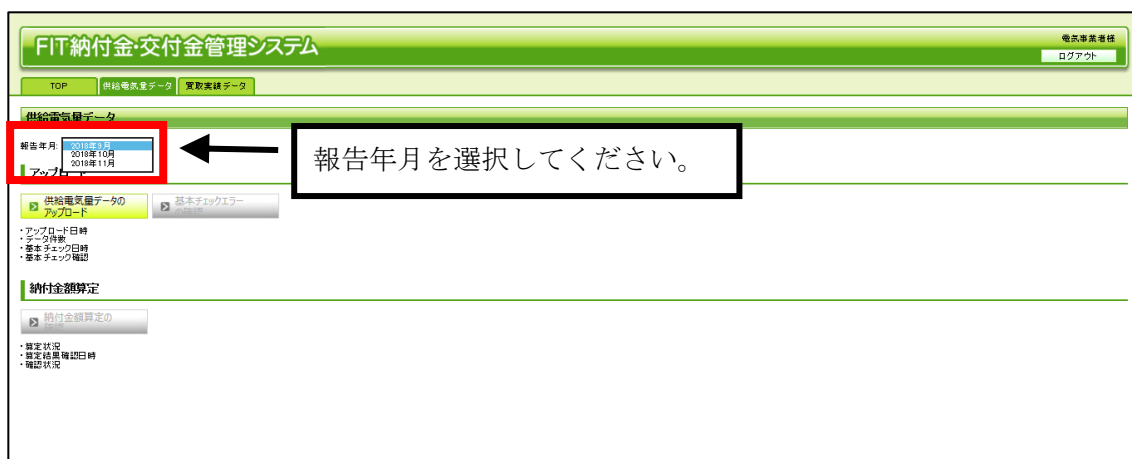 FIT納付金・交付金管理システム
電気事業者様
ログアウト
TOP
供給電気量データ
買取実績データ
供給電気量データ
報告年月:
2018年9月
2018年10月
2018年11月
報告年月を選択してください。
アップロード
供給電気量データの
アップロード
基本チェックエラー
の確認
・アップロード日時
・データ件数
・基本チェック日時
・基本チェック確認
納付金額算定
納付金額算定の
確認
・算定状況
・算定結果確認日時
・確認状況